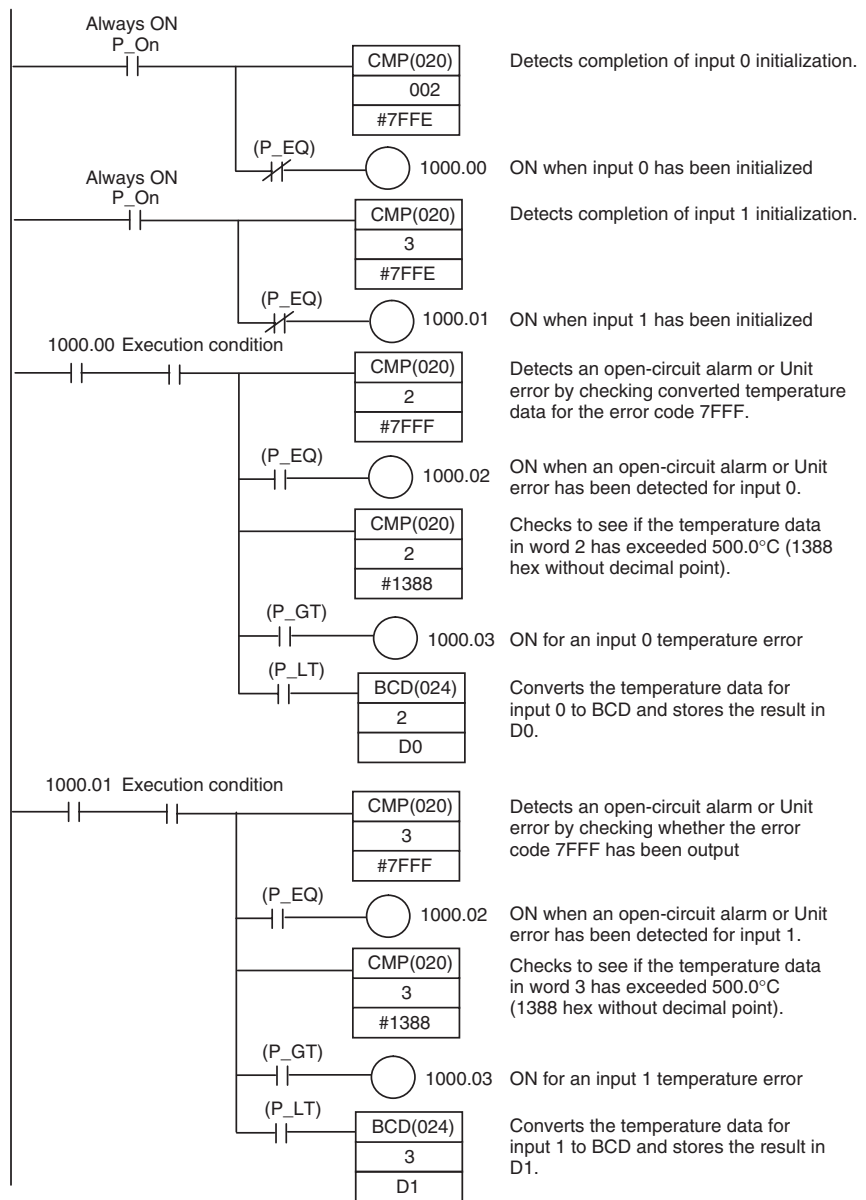 Always ON
P_On
CMP(020)
002
#7FFE
Detects completion of input 0 initialization.
(P_EQ)
1000.00 ON when input 0 has been initialized
Always ON
P_On
CMP(020)
3
#7FFE
Detects completion of input 1 initialization.
(P_EQ)
1000.01 ON when input 1 has been initialized
1000.00 Execution condition
CMP(020)
2
#7FFF
Detects an open-circuit alarm or Unit
error by checking converted temperature
data for the error code 7FFF.
(P_EQ)
1000.02
ON when an open-circuit alarm or Unit
error has been detected for input 0.
CMP(020)
2
#1388
Checks to see if the temperature data
in word 2 has exceeded 500.0°C (1388
hex without decimal point).
(P_GT)
1000.03 ON for an input 0 temperature error
(P_LT)
BCD(024)
2
D0
Converts the temperature data for
input 0 to BCD and stores the result in
D0.
1000.01 Execution condition
CMP(020)
3
#7FFF
Detects an open-circuit alarm or Unit
error by checking whether the error
code 7FFF has been output
(P_EQ)
1000.02
ON when an open-circuit alarm or Unit
error has been detected for input 1.
CMP(020)
3
#1388
Checks to see if the temperature data
in word 3 has exceeded 500.0°C
(1388 hex without decimal point).
(P_GT)
1000.03 ON for an input 1 temperature error
(P_LT)
BCD(024)
3
D1
Converts the temperature data for
input 1 to BCD and stores the result in
D1.